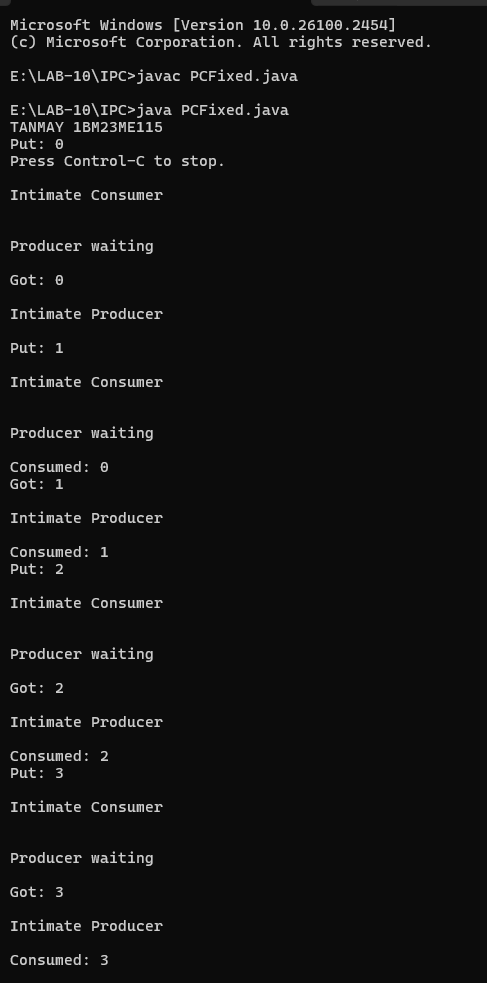 Microsoft Windows [Version 10.0.26100.2454]
(c) Microsoft Corporation. All rights reserved.
E:\LAB-10\IPC>javac PCFixed.java
E:\LAB-10\IPC>java PCFixed.java
TANMAY 1BM23ME115
Put: 0
Press Control-C to stop.
Intimate Consumer
Producer waiting
Got: 0
Intimate Producer
Put: 1
Intimate Consumer
Producer waiting
Consumed: 0
Got: 1
Intimate Producer
Consumed: 1
Put: 2
Intimate Consumer
Producer waiting
Got: 2
Intimate Producer
Consumed: 2
Put: 3
Intimate Consumer
Producer waiting
Got: 3
Intimate Producer
Consumed: 3